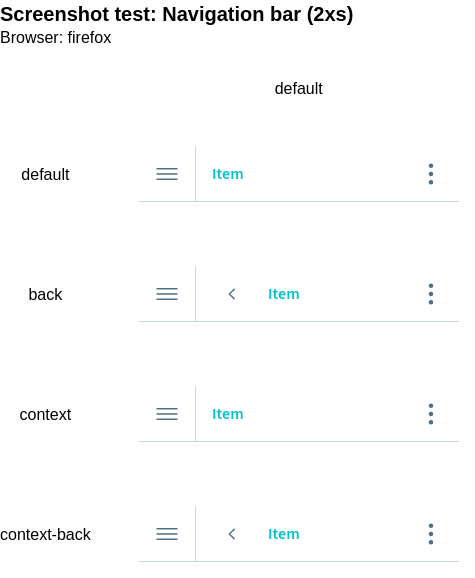 Screenshot test: Navigation bar (2xs)
Browser: firefox
default
default Item
back Item
context Item
context-back Item